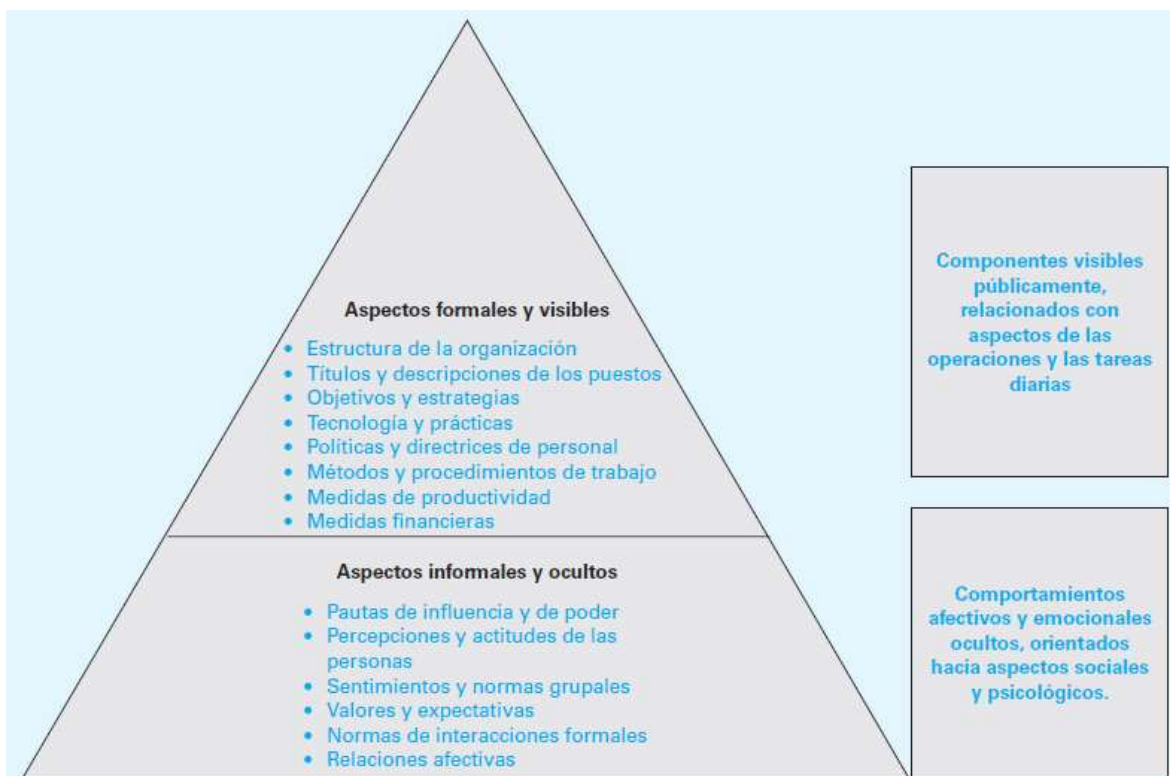 Aspectos formales y visibles
• Estructura de la organización
• Títulos y descripciones de los puestos
• Objetivos y estrategias
• Tecnología y prácticas
• Políticas y directrices de personal
• Métodos y procedimientos de trabajo
• Medidas de productividad
• Medidas financieras
Aspectos informales y ocultos
• Pautas de influencia y de poder
• Percepciones y actitudes de las
personas
• Sentimientos y normas grupales
• Valores y expectativas
• Normas de interacciones formales
• Relaciones afectivas
Componentes visibles
públicamente,
relacionados con
aspectos de las
operaciones y las tareas
diarias
Comportamientos
afectivos y emocionales
ocultos, orientados
hacia aspectos sociales
y psicológicos.